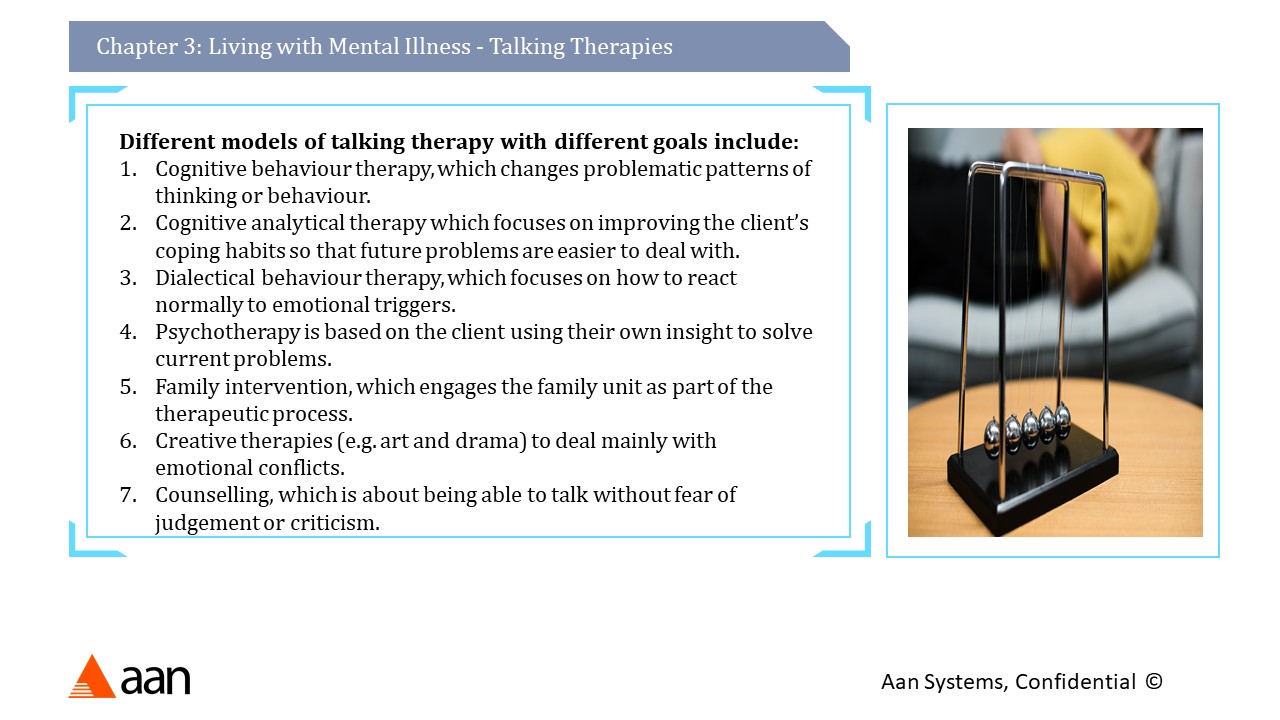 Chapter 3: Living with Mental Illness - Talking Therapies
Different models of talking therapy with different goals include:
1. Cognitive behaviour therapy, which changes problematic patterns of
thinking or behaviour.
2. Cognitive analytical therapy which focuses on improving the client’s
coping habits so that future problems are easier to deal with.
3. Dialectical behaviour therapy, which focuses on how to react
normally to emotional triggers.
4. Psychotherapy is based on the client using their own insight to solve
current problems.
5. Family intervention, which engages the family unit as part of the
therapeutic process.
6. Creative therapies (e.g. art and drama) to deal mainly with
emotional conflicts.
7. Counselling, which is about being able to talk without fear of
judgement or criticism.
aan
Aan Systems, Confidential ©